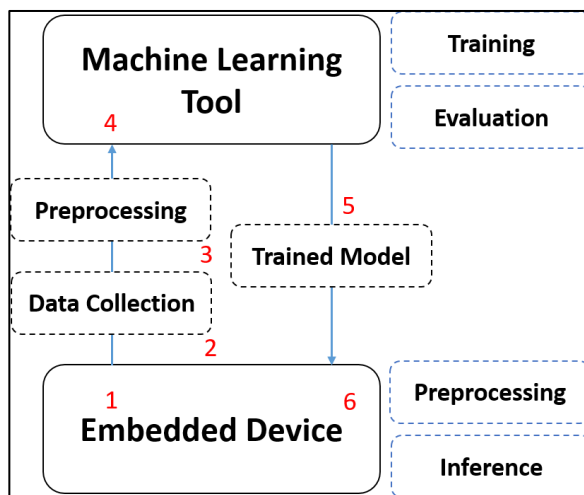 Machine Learning
Tool
4
Training
Evaluation
Preprocessing
5
3
Trained Model
Data Collection
2
1
6
Embedded Device
Preprocessing
Inference